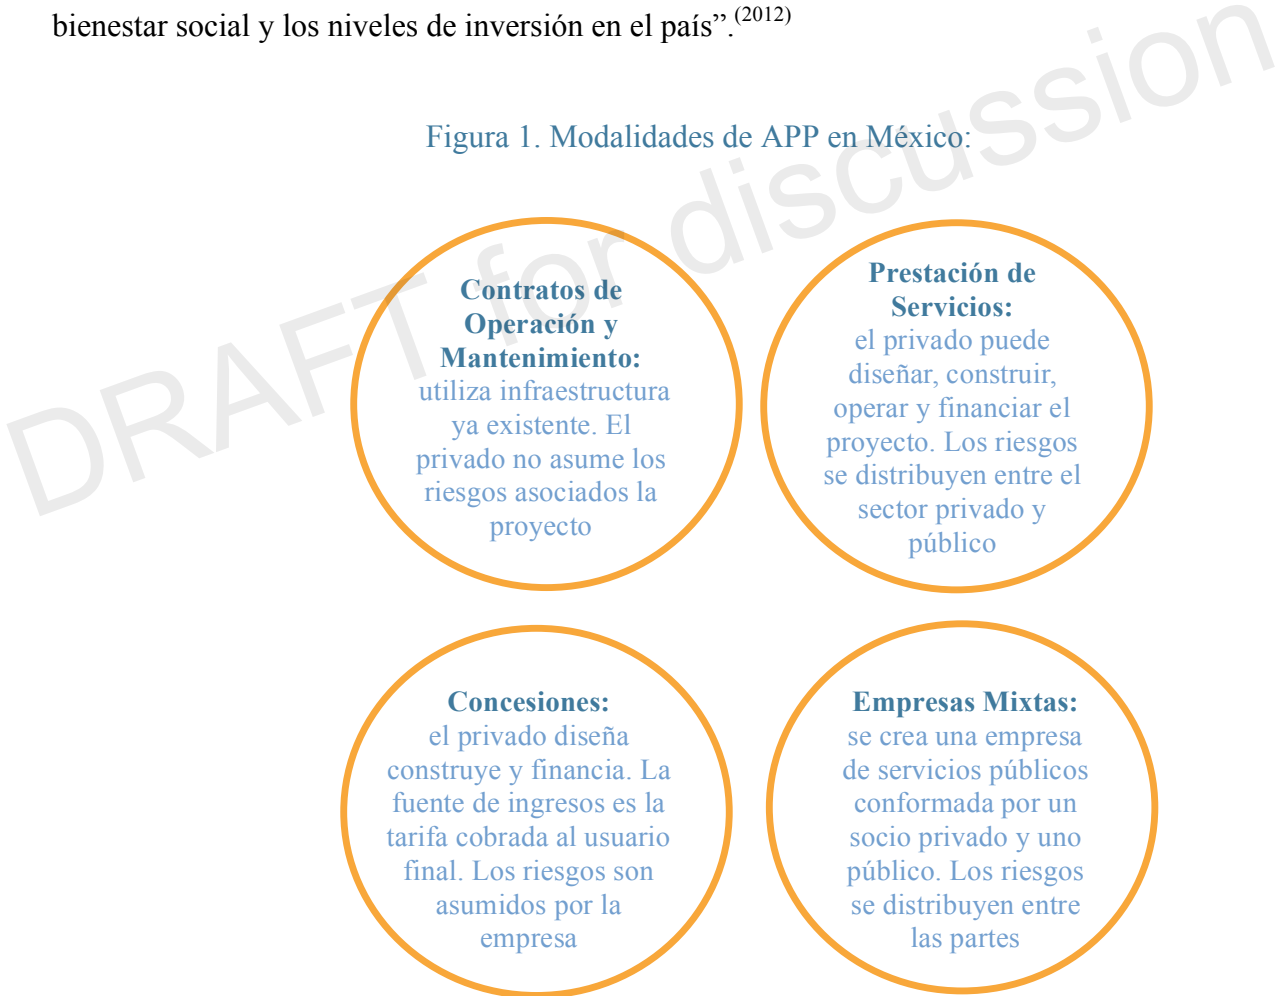 bienestar social y los niveles de inversión en el país”.(2012)
DRAFT for discussion
Figura 1. Modalidades de APP en México:
Contratos de
Operación y
Mantenimiento:
utiliza infraestructura
ya existente. El
privado no asume los
riesgos asociados la
proyecto
Prestación de
Servicios:
el privado puede
diseñar, construir,
operar y financiar el
proyecto. Los riesgos
se distribuyen entre el
sector privado y
público
Concesiones:
el privado diseña
construye y financia. La
fuente de ingresos es la
tarifa cobrada al usuario
final. Los riesgos son
asumidos por la
empresa
Empresas Mixtas:
se crea una empresa
de servicios públicos
conformada por un
socio privado y uno
público. Los riesgos
se distribuyen entre
las partes